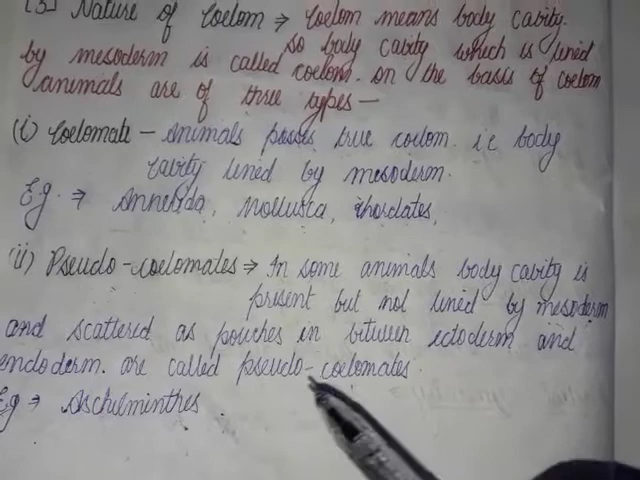 (3) Nature of Coelom ⇒ Coelom means body cavity.
so body cavity which is lined
by mesoderm is called coelom. on the basis of coelom
animals are of three types —
(i) Coelomate - Animals posses true coelom. i.e body
cavity lined by mesoderm.
E.g. ⇒ Annelida, Mollusca, Chordates,
(ii) Pseudo-coelomates ⇒ In some animals body cavity is
present but not lined by mesoderm
and scattered as pouches in between ectoderm and
endoderm. are called pseudo-coelomates.
Eg ⇒ Aschelminthes